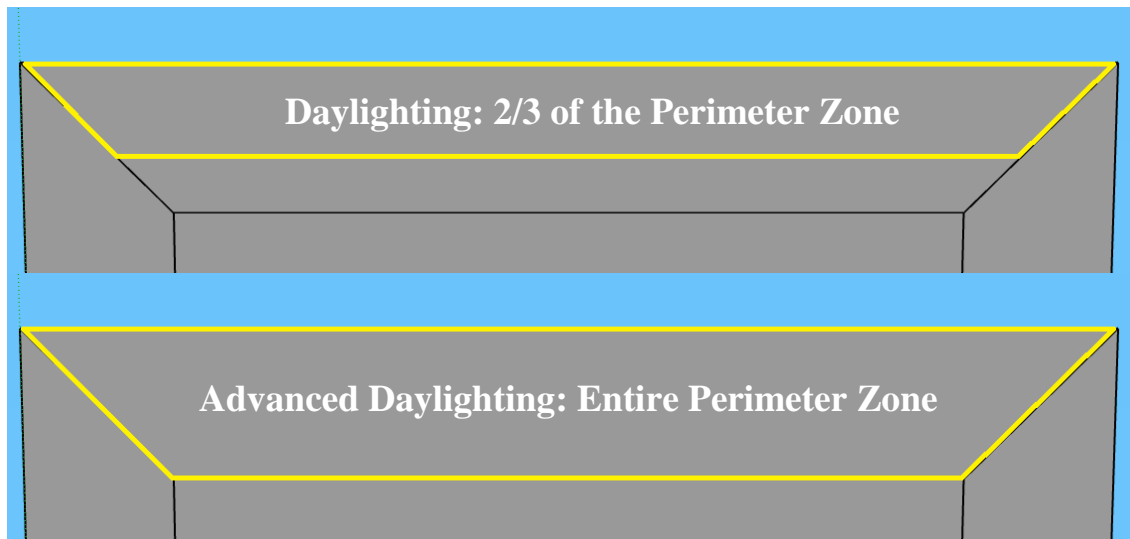 Daylighting: 2/3 of the Perimeter Zone
Advanced Daylighting: Entire Perimeter Zone